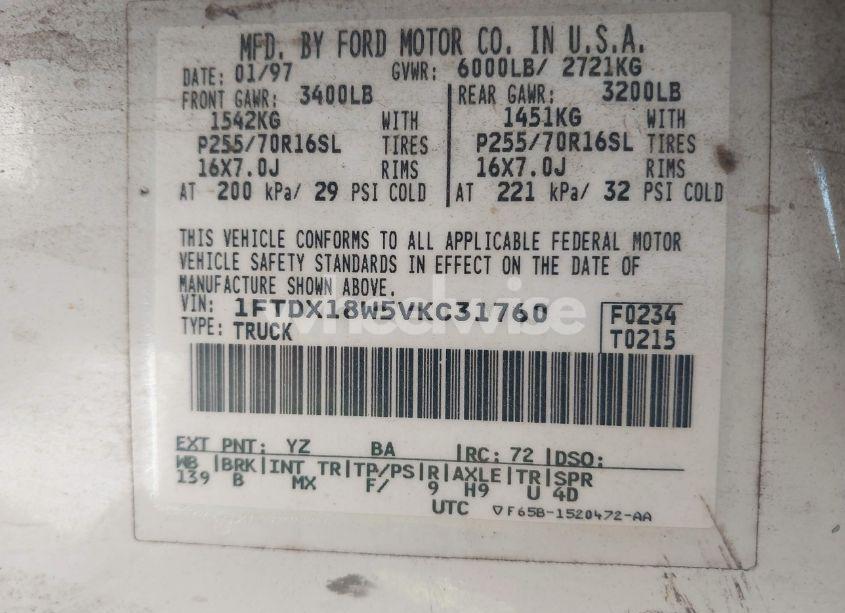 MFD. BY FORD MOTOR CO. IN U.S.A.
DATE: 01/97 GVWR: 6000LB/ 2721KG
FRONT GAWR: 3400LB REAR GAWR: 3200LB
1542KG WITH 1451KG WITH
P255/70R16SL TIRES P255/70R16SL TIRES
16X7.0J RIMS 16X7.0J RIMS
AT 200 kPa/ 29 PSI COLD AT 221 kPa/ 32 PSI COLD
THIS VEHICLE CONFORMS TO ALL APPLICABLE FEDERAL MOTOR
VEHICLE SAFETY STANDARDS IN EFFECT ON THE DATE OF
MANUFACTURE SHOWN ABOVE.
VIN: 1FTDX18W5VKC31760 F0234
TYPE: TRUCK T0215
EXT PNT: YZ BA RC: 72 DSO:
WB BRK INT TR TP/PS R AXLE TR SPR
139 B MX F/ 9 H9 U 4D
UTC ▽F65B-1520472-AA